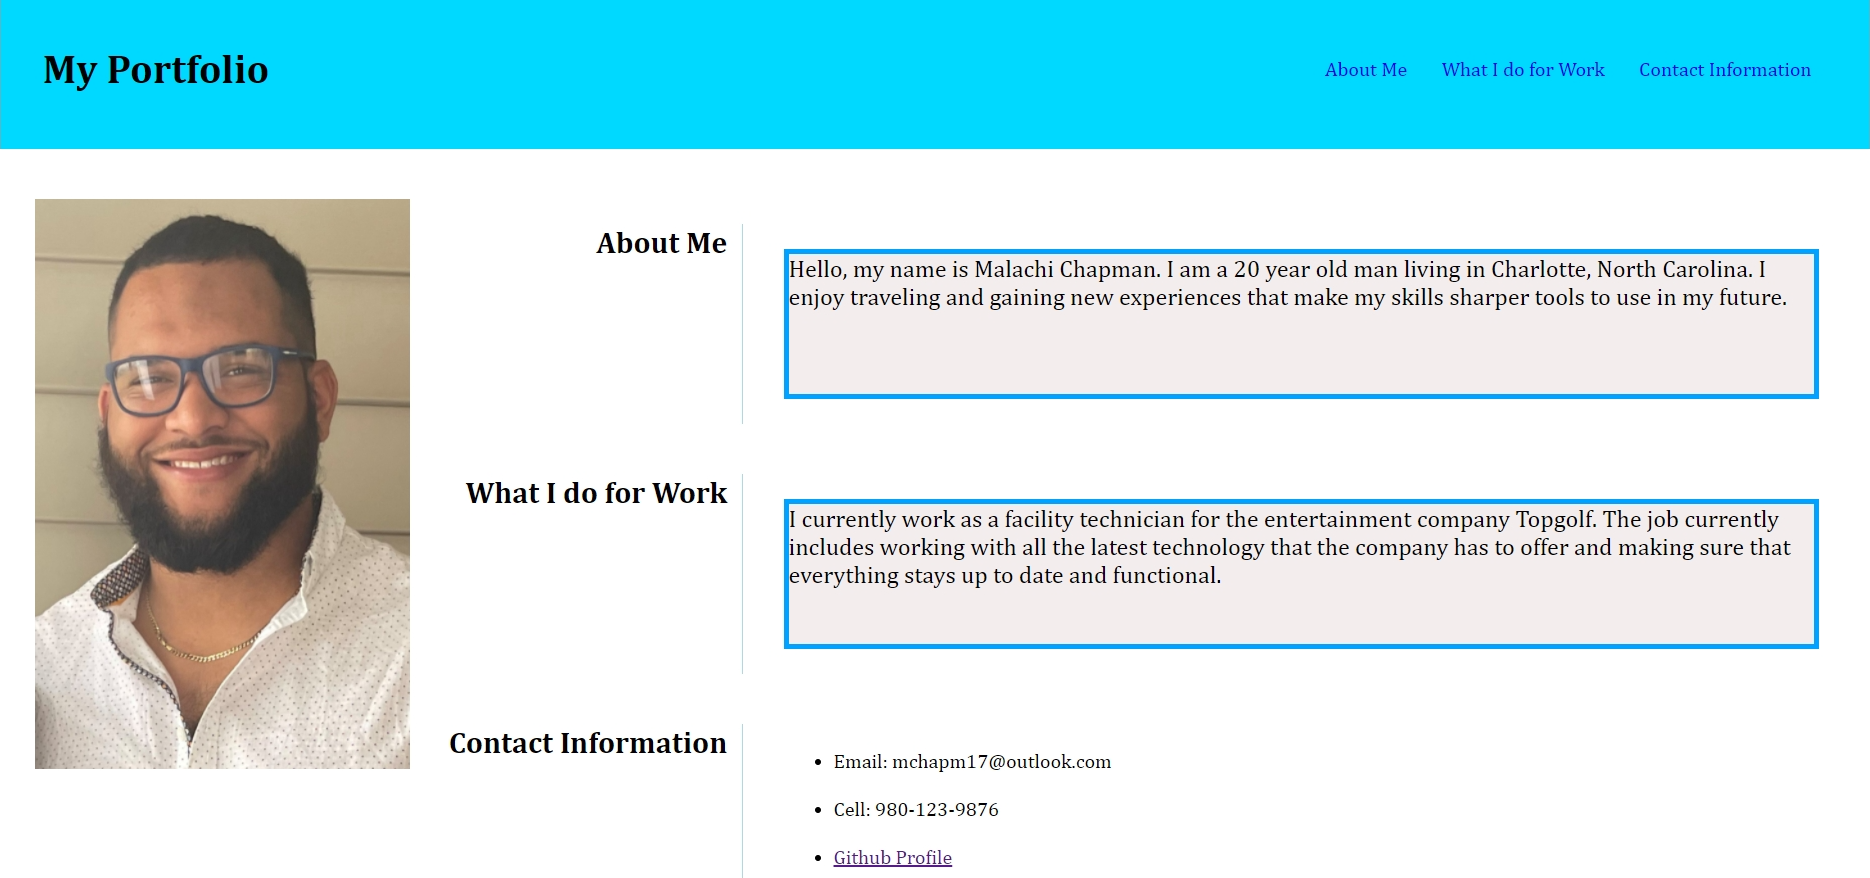 My Portfolio
About Me
What I do for Work
Contact Information
About Me
Hello, my name is Malachi Chapman. I am a 20 year old man living in Charlotte, North Carolina. I
enjoy traveling and gaining new experiences that make my skills sharper tools to use in my future.
What I do for Work
I currently work as a facility technician for the entertainment company Topgolf. The job currently
includes working with all the latest technology that the company has to offer and making sure that
everything stays up to date and functional.
Contact Information
• Email: mchapm17@outlook.com
• Cell: 980-123-9876
• Github Profile